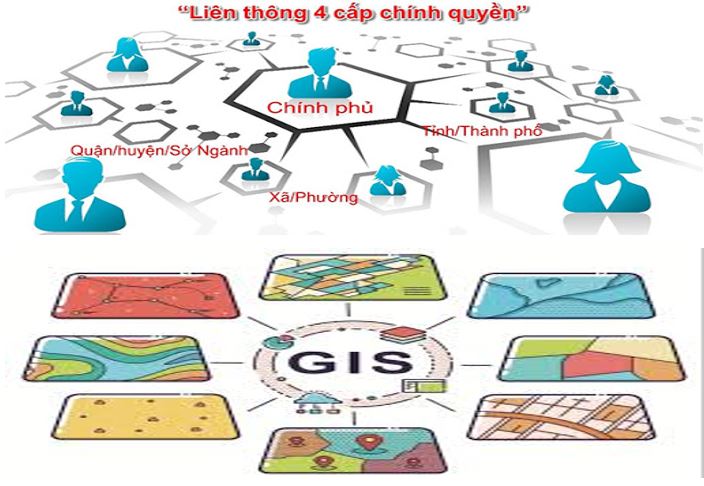 “Liên thông 4 cấp chính quyền”
Chính phủ
Tỉnh/Thành phố
Quận/huyện/Sở Ngành
Xã/Phường
GIS